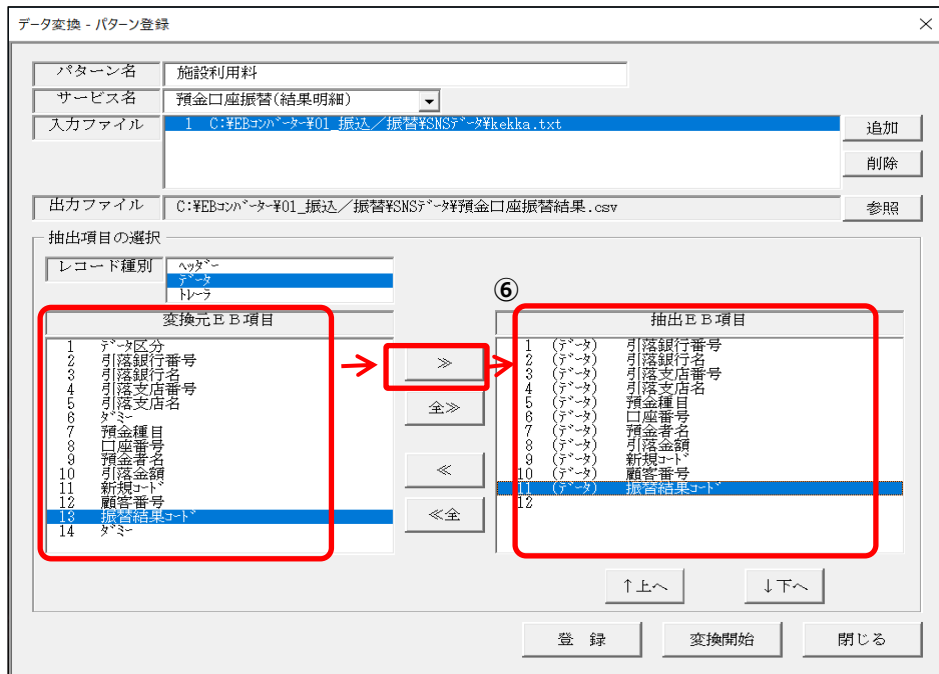 データ変換 - パターン登録
パターン名 施設利用料
サービス名 預金口座振替(結果明細)
入力ファイル 1 C:¥EBｺﾝﾊﾞｰﾀｰ¥01_振込／振替¥SNSﾃﾞｰﾀ¥kekka.txt
追加
削除
出力ファイル C:¥EBｺﾝﾊﾞｰﾀｰ¥01_振込／振替¥SNSﾃﾞｰﾀ¥預金口座振替結果.csv 参照
抽出項目の選択
レコード種別 ﾍｯﾀﾞｰ
ﾃﾞｰﾀ
ﾄﾚｰﾗ
⑥
変換元ＥＢ項目
1 ﾃﾞｰﾀ区分
2 引落銀行番号
3 引落銀行名
4 引落支店番号
5 引落支店名
6 ﾀﾞﾐｰ
7 預金種目
8 口座番号
9 預金者名
10 引落金額
11 新規ｺｰﾄﾞ
12 顧客番号
13 振替結果ｺｰﾄﾞ
14 ﾀﾞﾐｰ
≫
全≫
≪
≪全
抽出ＥＢ項目
1 (ﾃﾞｰﾀ) 引落銀行番号
2 (ﾃﾞｰﾀ) 引落銀行名
3 (ﾃﾞｰﾀ) 引落支店番号
4 (ﾃﾞｰﾀ) 引落支店名
5 (ﾃﾞｰﾀ) 預金種目
6 (ﾃﾞｰﾀ) 口座番号
7 (ﾃﾞｰﾀ) 預金者名
8 (ﾃﾞｰﾀ) 引落金額
9 (ﾃﾞｰﾀ) 新規ｺｰﾄﾞ
10 (ﾃﾞｰﾀ) 顧客番号
11 (ﾃﾞｰﾀ) 振替結果ｺｰﾄﾞ
12
↑上へ ↓下へ
登 録 変換開始 閉じる